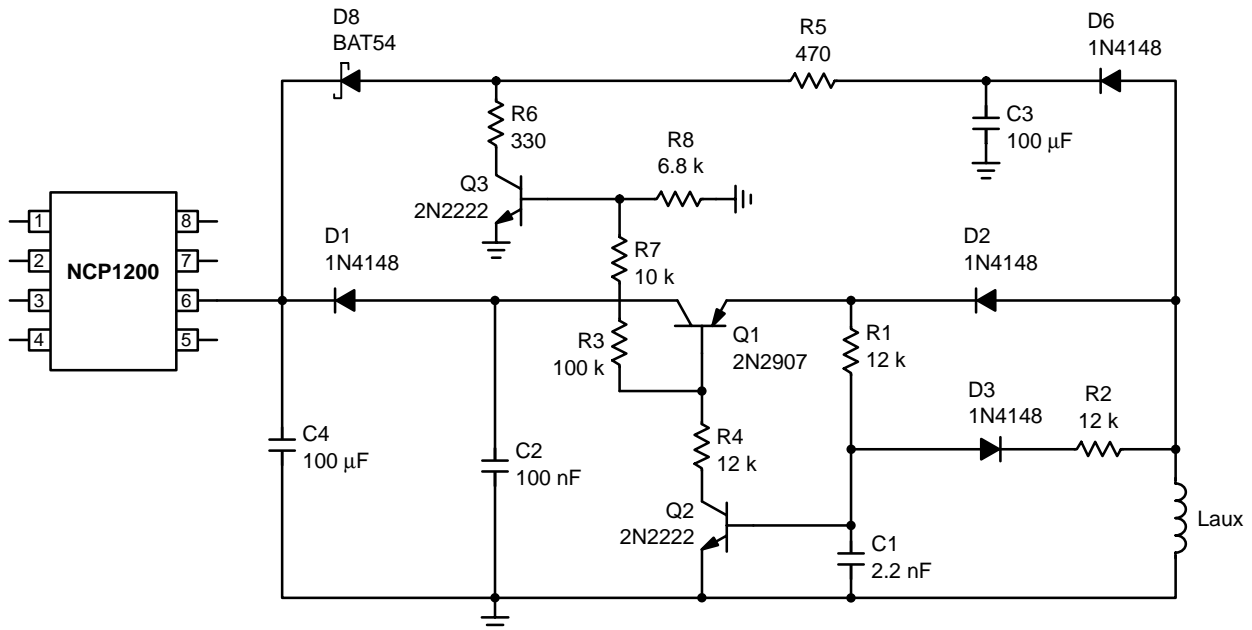 D8
BAT54
R5
470
D6
1N4148
R6
330
C3
100 µF
R8
6.8 k
Q3
2N2222
1
2
3
4
NCP1200
8
7
6
5
D1
1N4148
R7
10 k
D2
1N4148
R3
100 k
Q1
2N2907
R1
12 k
D3
1N4148
R2
12 k
C4
100 µF
C2
100 nF
R4
12 k
Q2
2N2222
C1
2.2 nF
Laux